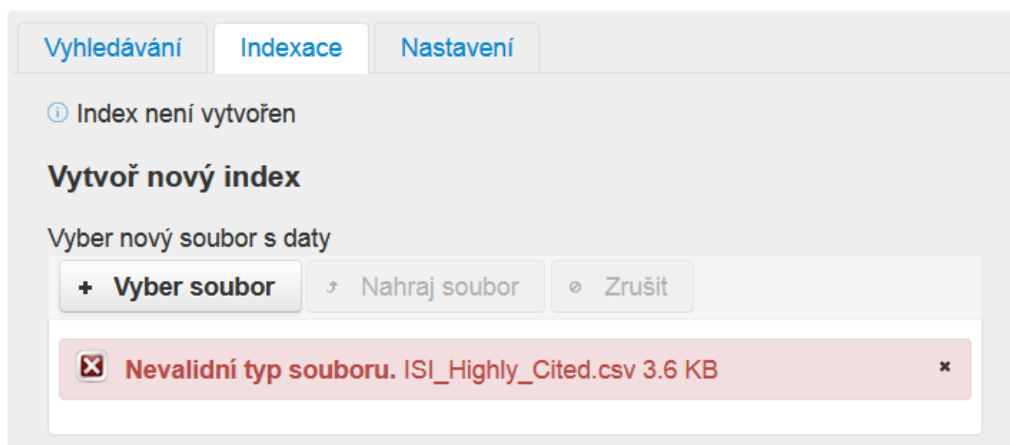 Vyhledávání Indexace Nastavení
Index není vytvořen
Vytvoř nový index
Vyber nový soubor s daty
Vyber soubor Nahraj soubor Zrušit
Nevalidní typ souboru. ISI_Highly_Cited.csv 3.6 KB